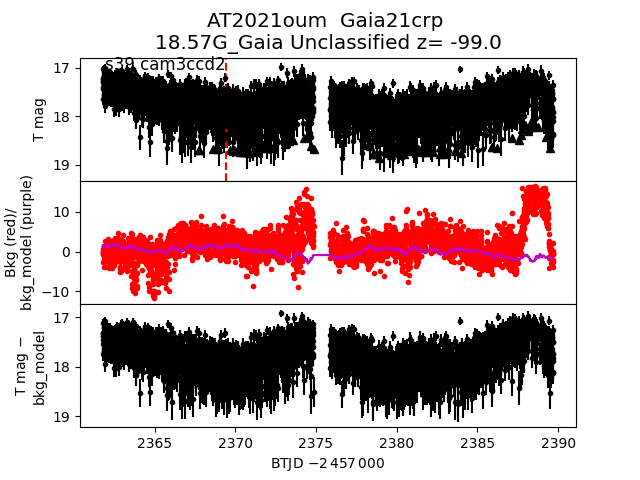 AT2021oum  Gaia21crp
18.57G_Gaia Unclassified z= -99.0
s39 cam3ccd2
17
18
19
T mag
10
0
−10
Bkg (red)/
bkg_model (purple)
17
18
19
T mag −
bkg_model
2365
2370
2375
2380
2385
2390
BTJD −2 457 000